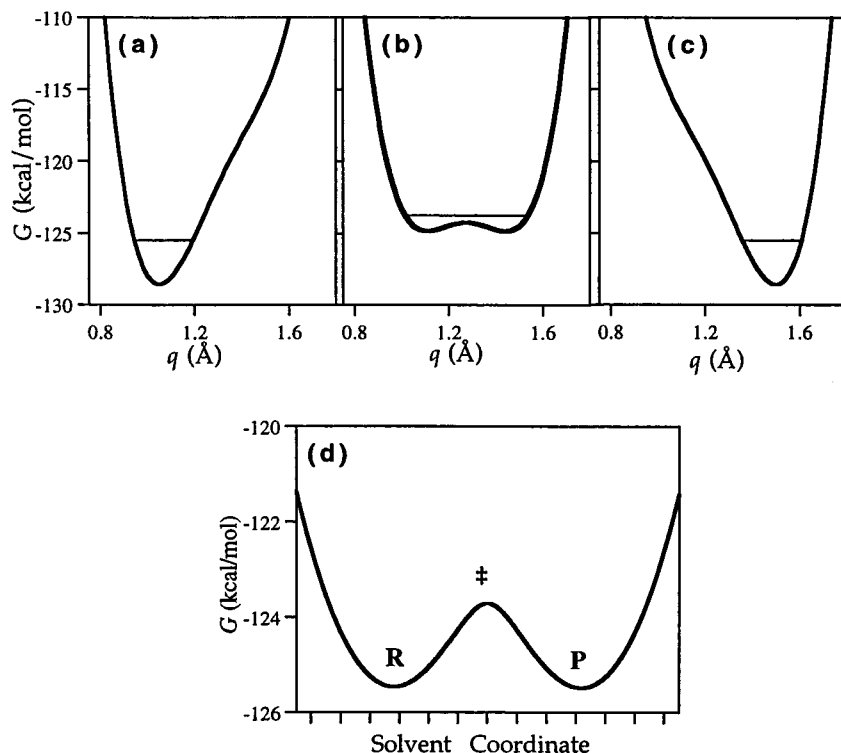 -110
-115
-120
-125
-130
G (kcal/mol)
(a)
(b)
(c)
0.8 1.2 1.6
0.8 1.2 1.6
0.8 1.2 1.6
q (Å)
q (Å)
q (Å)
-120
-122
-124
-126
G (kcal/mol)
(d)
‡
R
P
Solvent Coordinate